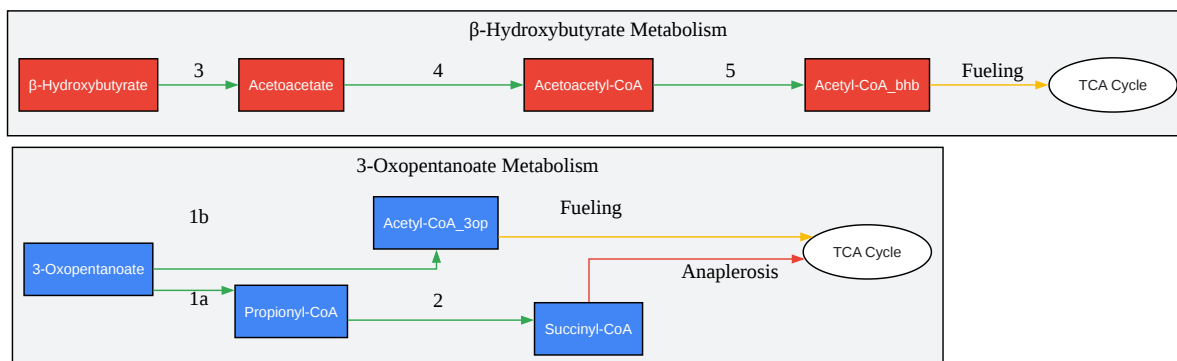 β-Hydroxybutyrate Metabolism
β-Hydroxybutyrate
3
Acetoacetate
4
Acetoacetyl-CoA
5
Acetyl-CoA_bhb
Fueling
TCA Cycle
3-Oxopentanoate Metabolism
3-Oxopentanoate
1b
Acetyl-CoA_3op
Fueling
TCA Cycle
1a
Propionyl-CoA
2
Succinyl-CoA
Anaplerosis